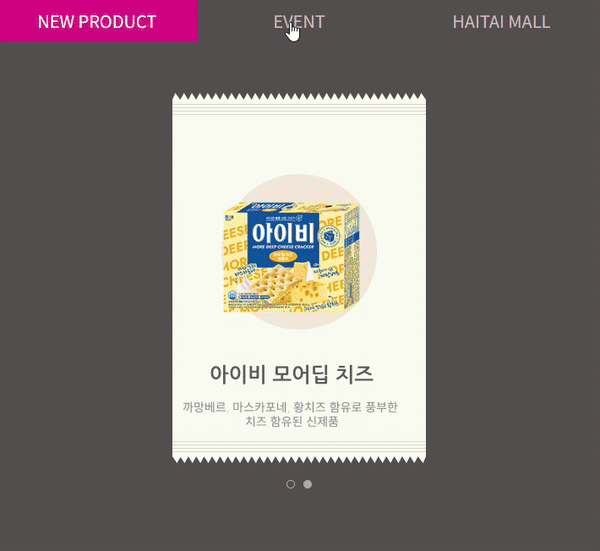 NEW PRODUCT
EVENT
HAITAI MALL
아이비
MORE DEEP CHEESE CRACKER
아이비 모어딥 치즈
까망베르, 마스카포네, 황치즈 함유로 풍부한
치즈 함유된 신제품